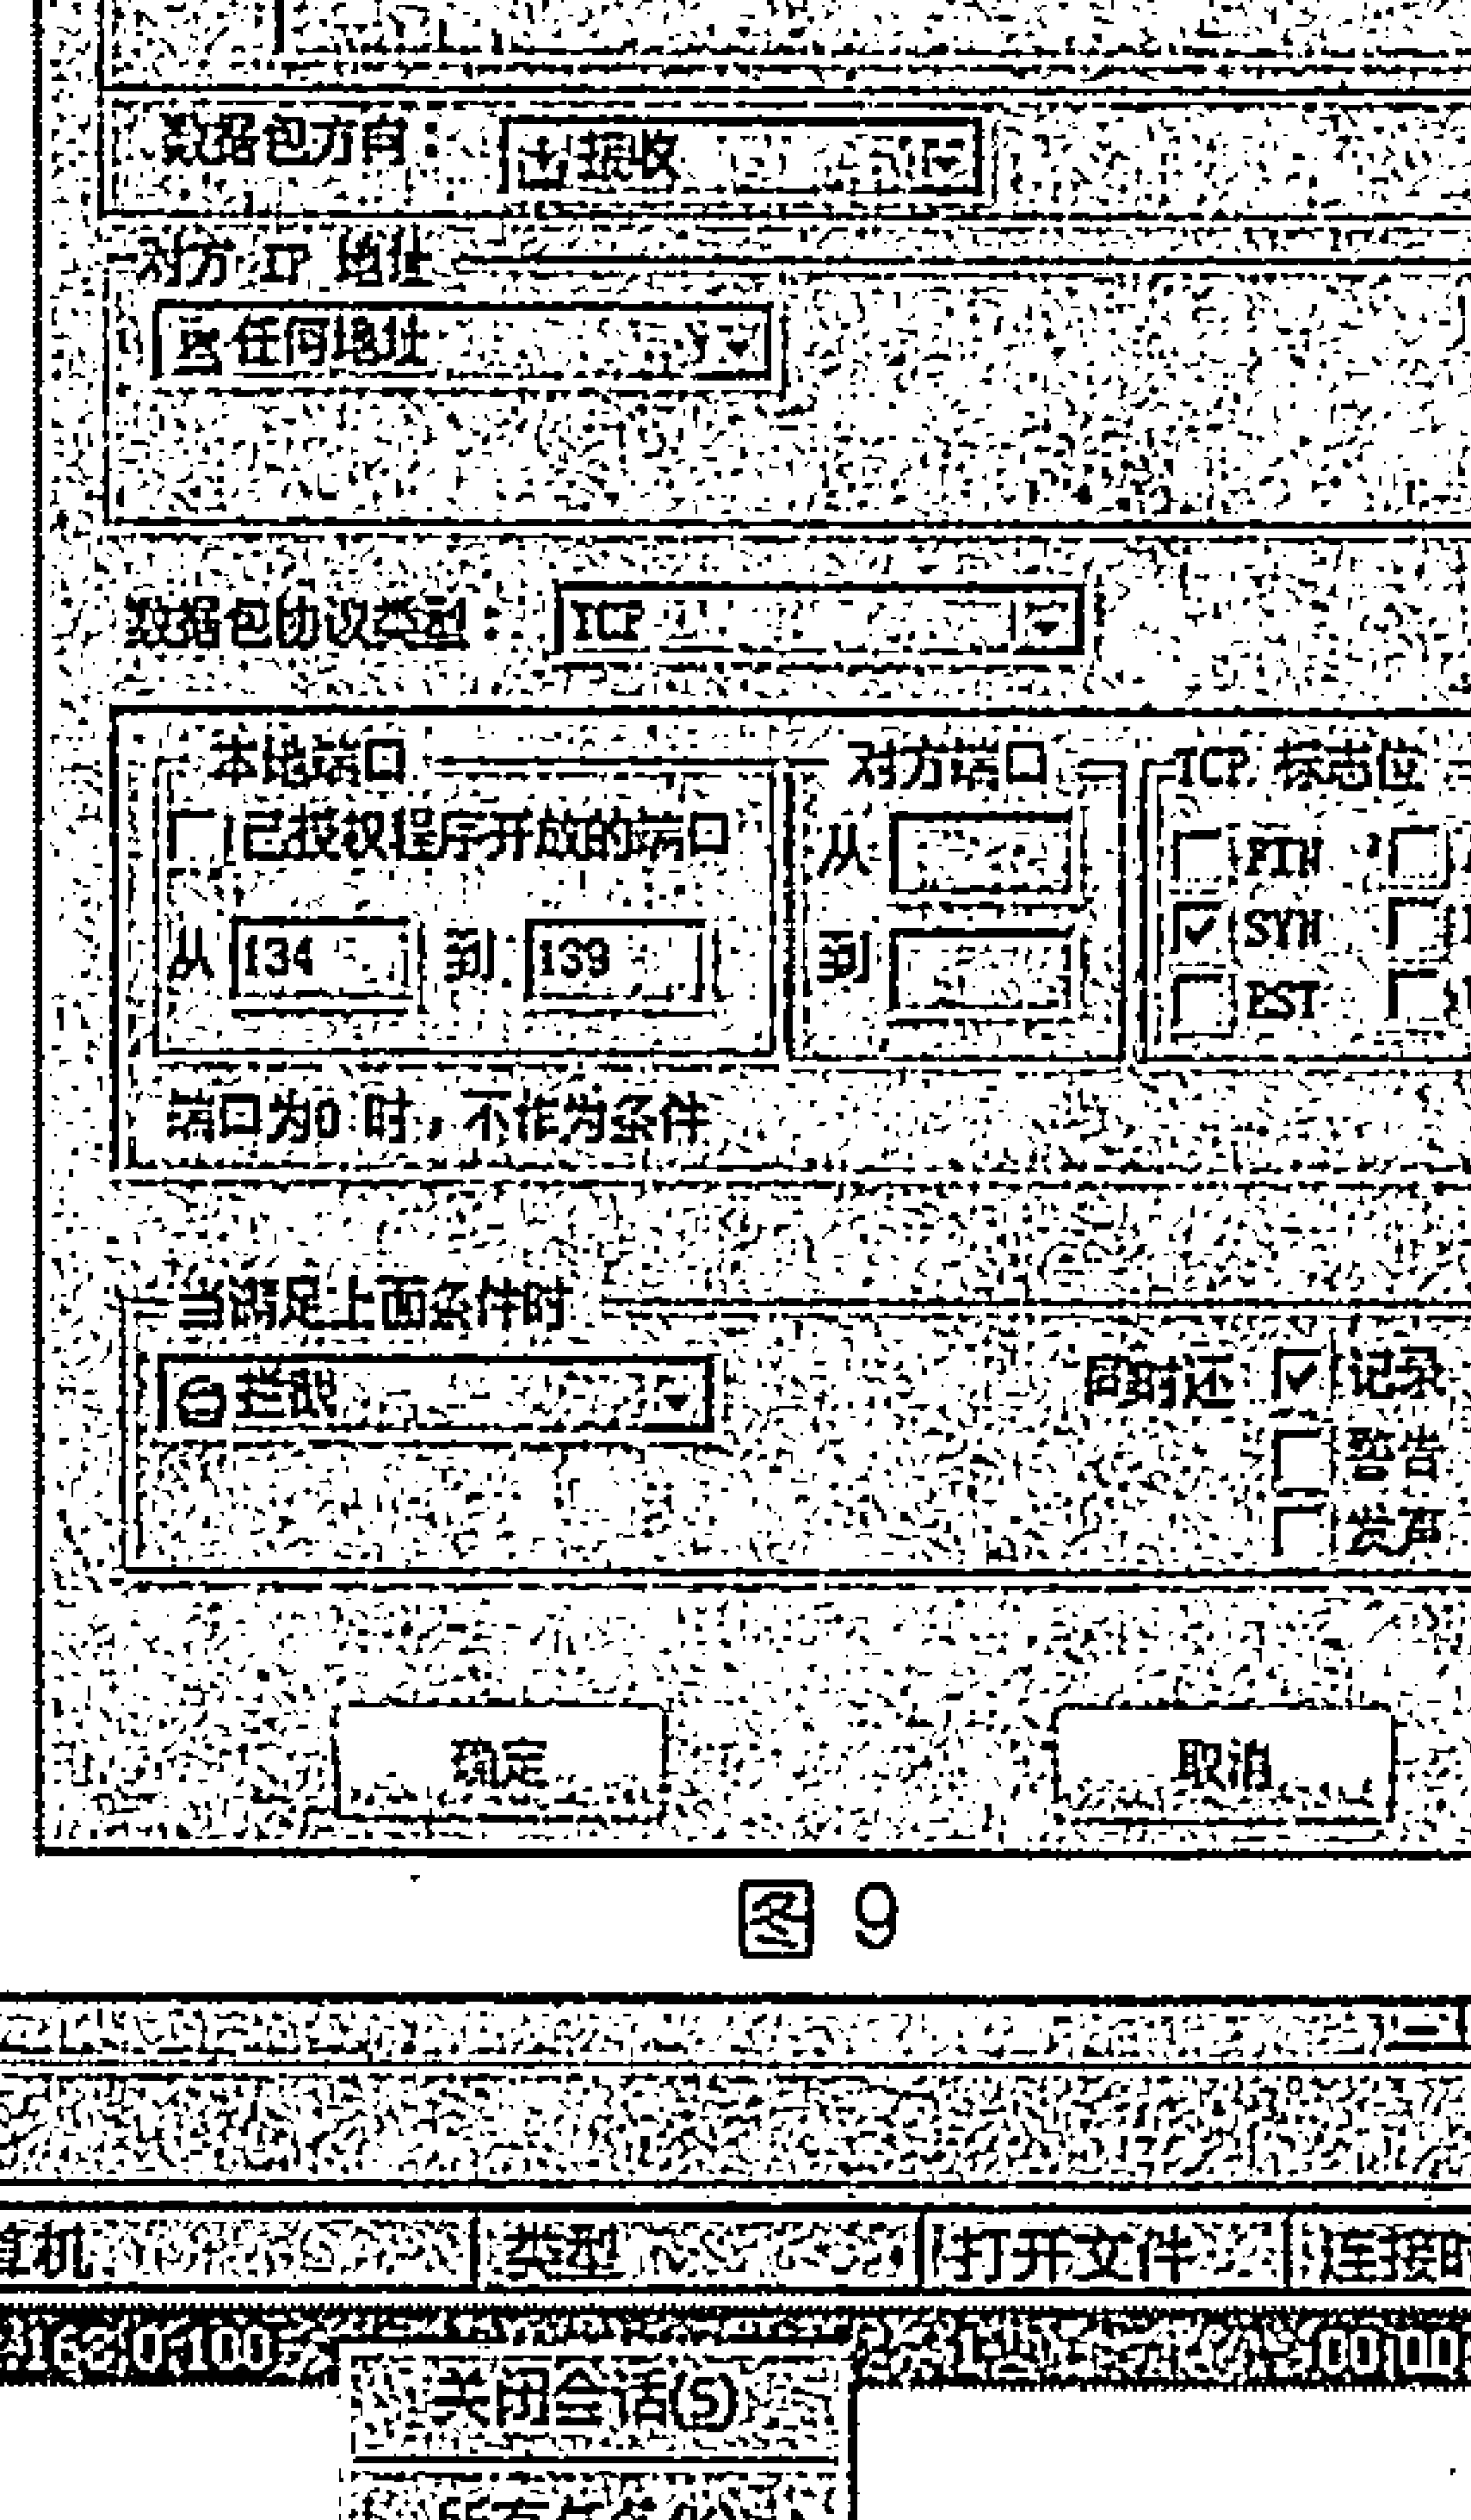 数据包方向： 接收
对方 IP 地址
任何地址
数据包协议类型： TCP
本地端口 对方端口 TCP 标志位
已授权程序开放的端口 从 FIN
从 134 到 139 到 SYN
RST
端口为0 时，不作为条件
当满足上面条件时
拦截 同时还 记录
警告
发声
确定 取消
图 9
类型 打开文件 连接时
关闭会话(S)